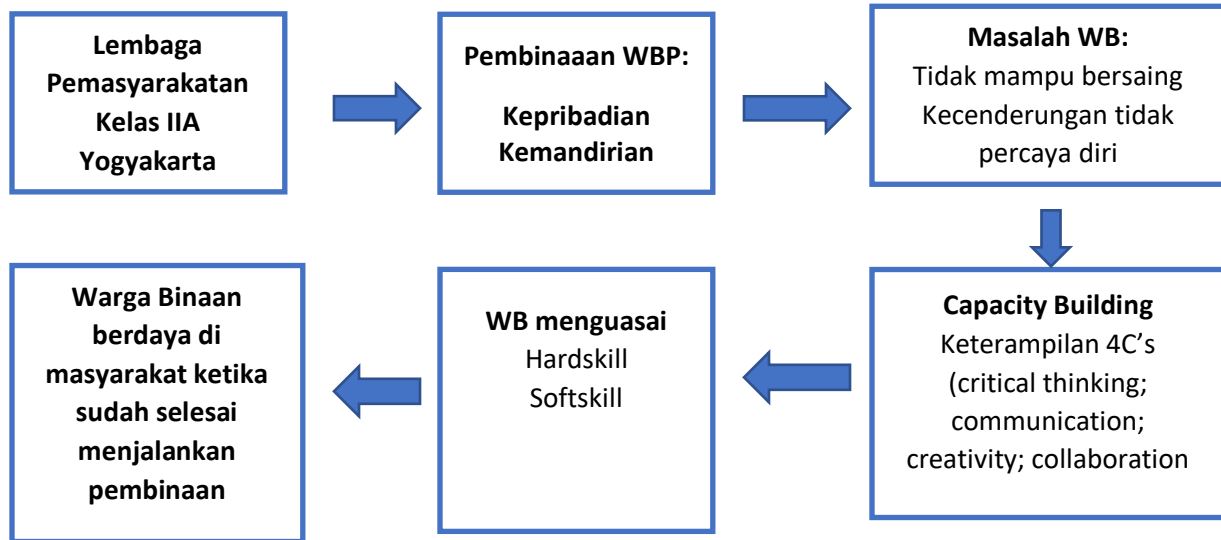 Lembaga
Pemasyarakatan
Kelas IIA
Yogyakarta
Pembinaaan WBP:
Kepribadian
Kemandirian
Masalah WB:
Tidak mampu bersaing
Kecenderungan tidak
percaya diri
Capacity Building
Keterampilan 4C’s
(critical thinking;
communication;
creativity; collaboration
WB menguasai
Hardskill
Softskill
Warga Binaan
berdaya di
masyarakat ketika
sudah selesai
menjalankan
pembinaan